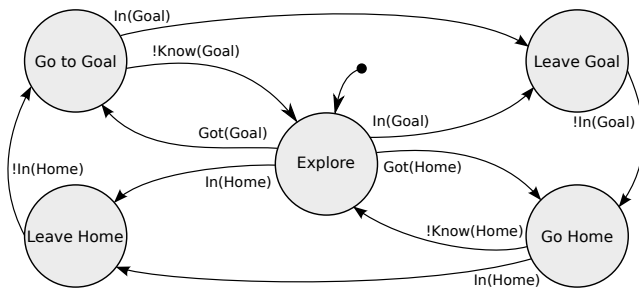 In(Goal)
Go to Goal
!Know(Goal)
Leave Goal
In(Goal)
!In(Goal)
Got(Goal)
Explore
Got(Home)
!In(Home)
In(Home)
Leave Home
!Know(Home)
Go Home
In(Home)